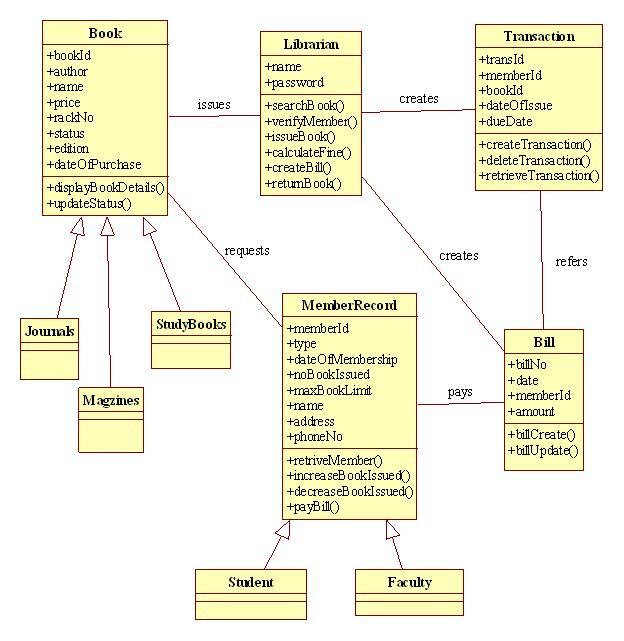 Book
+bookId
+author
+name
+price
+rackNo
+status
+edition
+dateOfPurchase
+displayBookDetails()
+updateStatus()
issues
Librarian
+name
+password
+searchBook()
+verifyMember()
+issueBook()
+calculateFine()
+createBill()
+returnBook()
creates
Transaction
+transId
+memberId
+bookId
+dateOfIssue
+dueDate
+createTransaction()
+deleteTransaction()
+retrieveTransaction()
requests
creates
refers
Journals
StudyBooks
Magzines
MemberRecord
+memberId
+type
+dateOfMembership
+noBookIssued
+maxBookLimit
+name
+address
+phoneNo
+retriveMember()
+increaseBookIssued()
+decreaseBookIssued()
+payBill()
pays
Bill
+billNo
+date
+memberId
+amount
+billCreate()
+billUpdate()
Student
Faculty